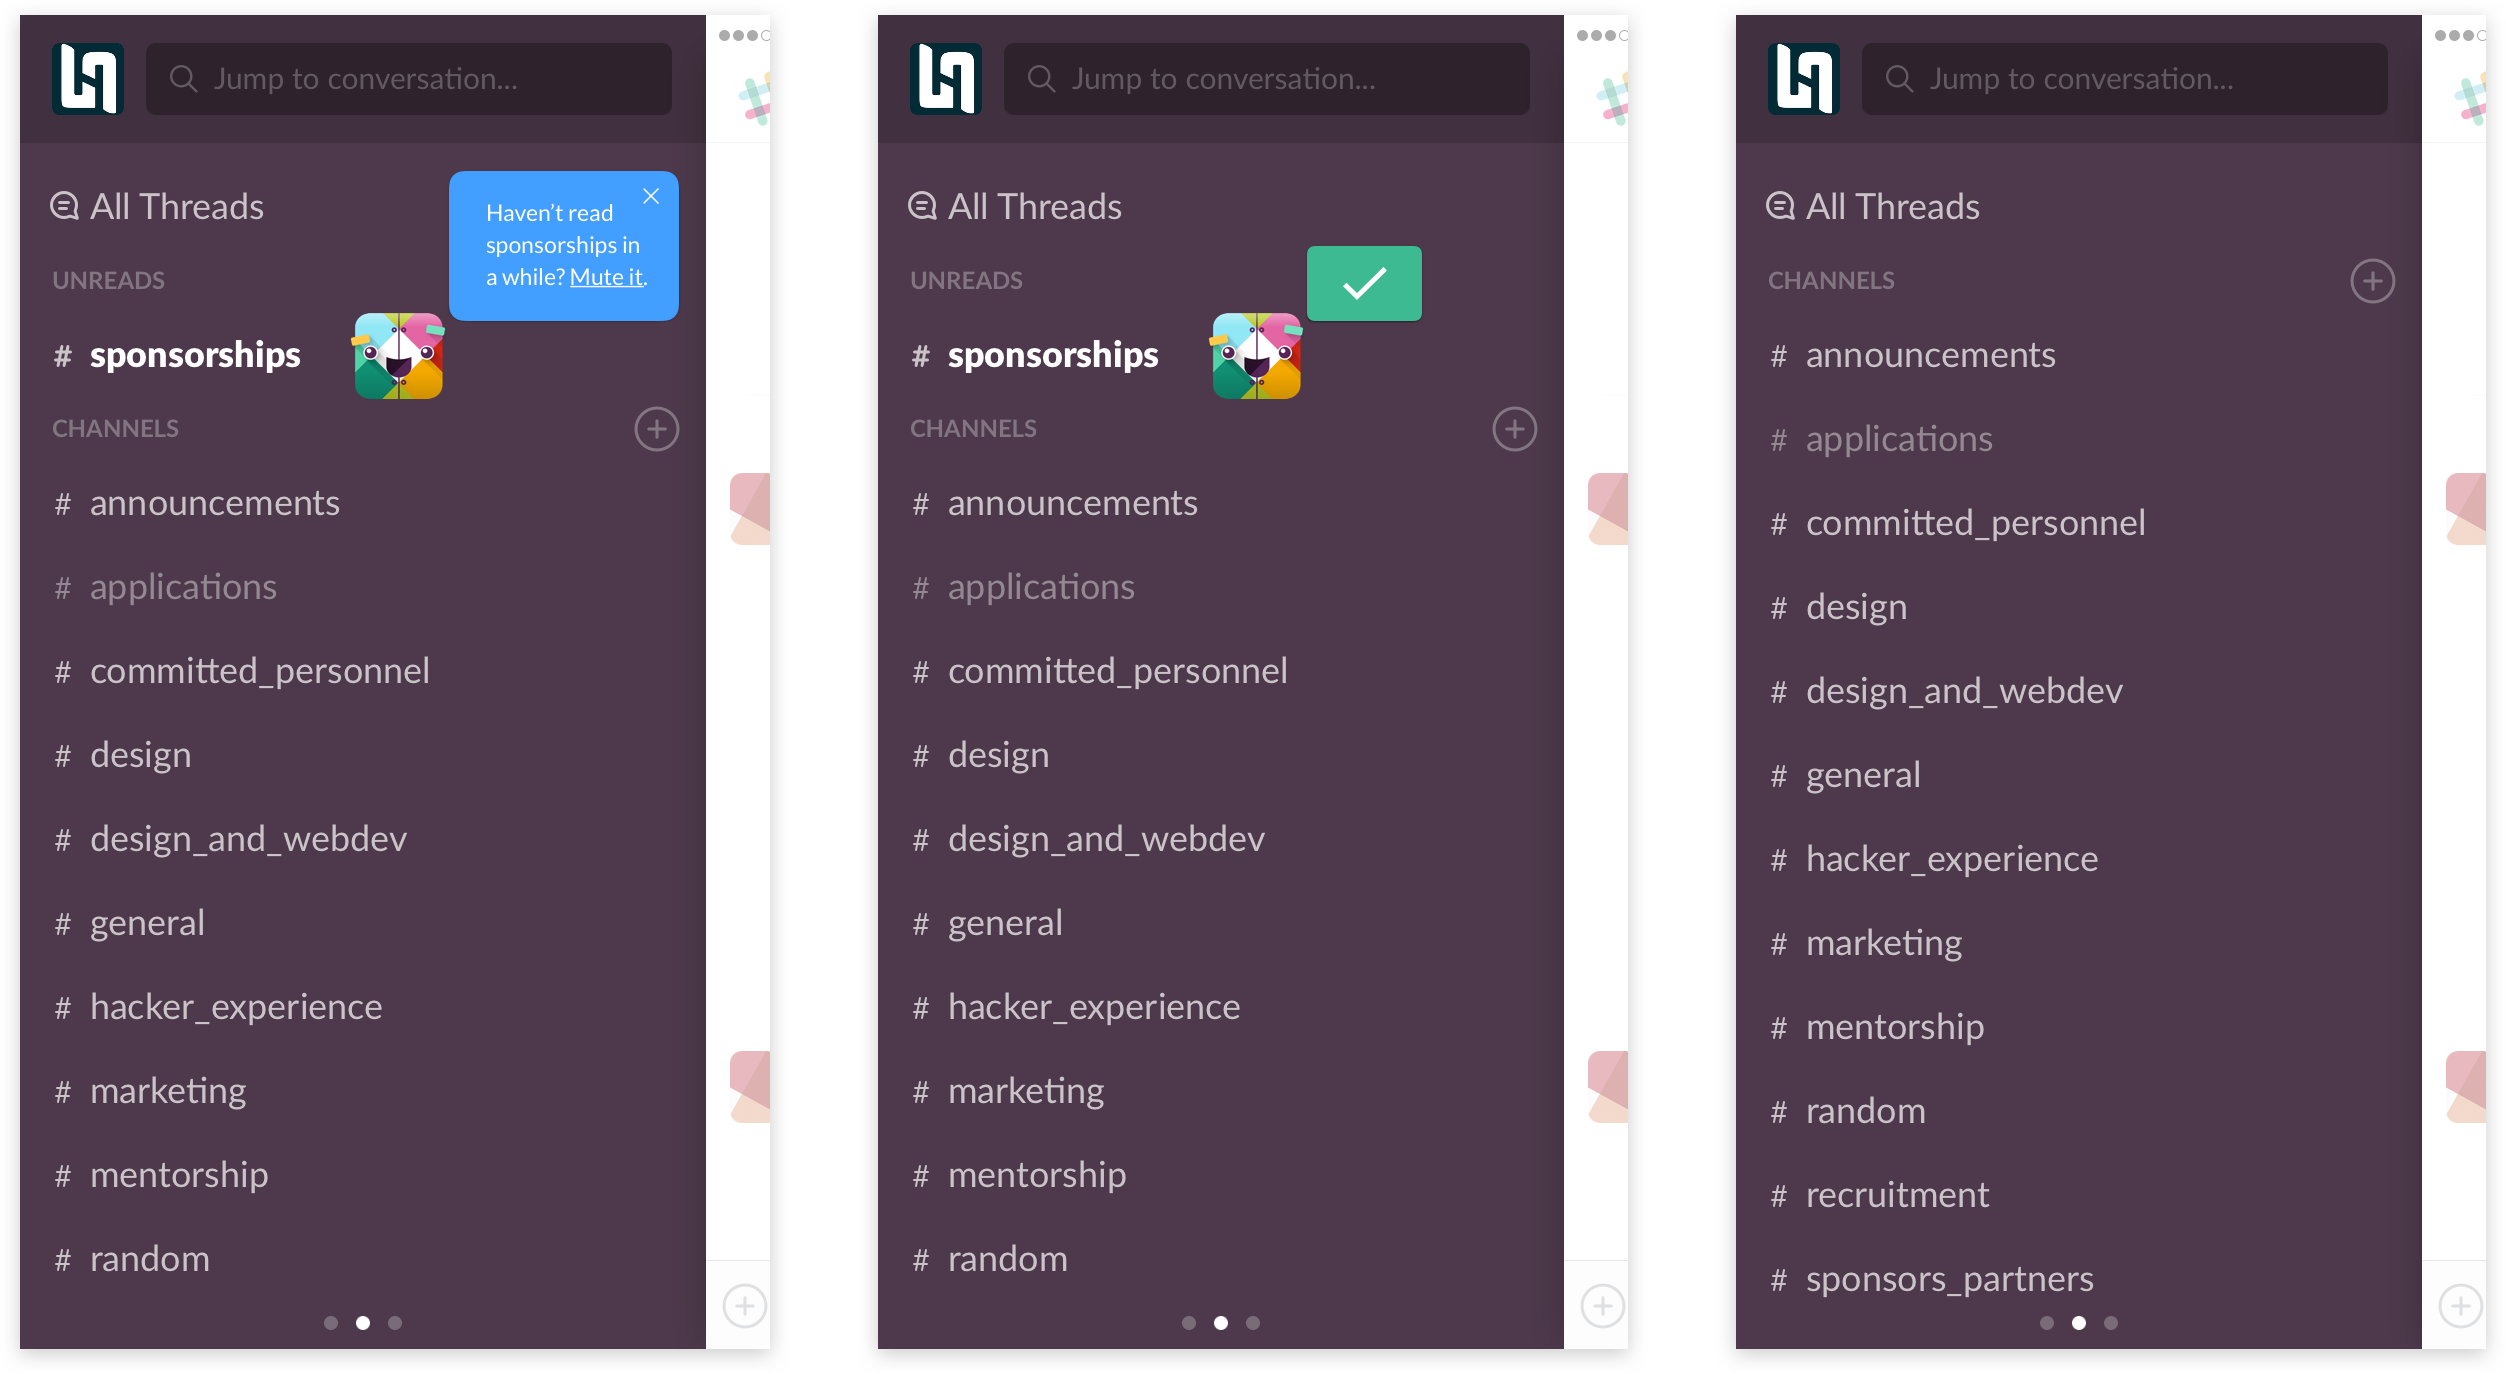 Jump to conversation...
All Threads
Haven’t read
sponsorships in
a while? Mute it.
UNREADS
# sponsorships
CHANNELS
# announcements
# applications
# committed_personnel
# design
# design_and_webdev
# general
# hacker_experience
# marketing
# mentorship
# random
Jump to conversation...
All Threads
UNREADS
# sponsorships
CHANNELS
# announcements
# applications
# committed_personnel
# design
# design_and_webdev
# general
# hacker_experience
# marketing
# mentorship
# random
Jump to conversation...
All Threads
CHANNELS
# announcements
# applications
# committed_personnel
# design
# design_and_webdev
# general
# hacker_experience
# marketing
# mentorship
# random
# recruitment
# sponsors_partners